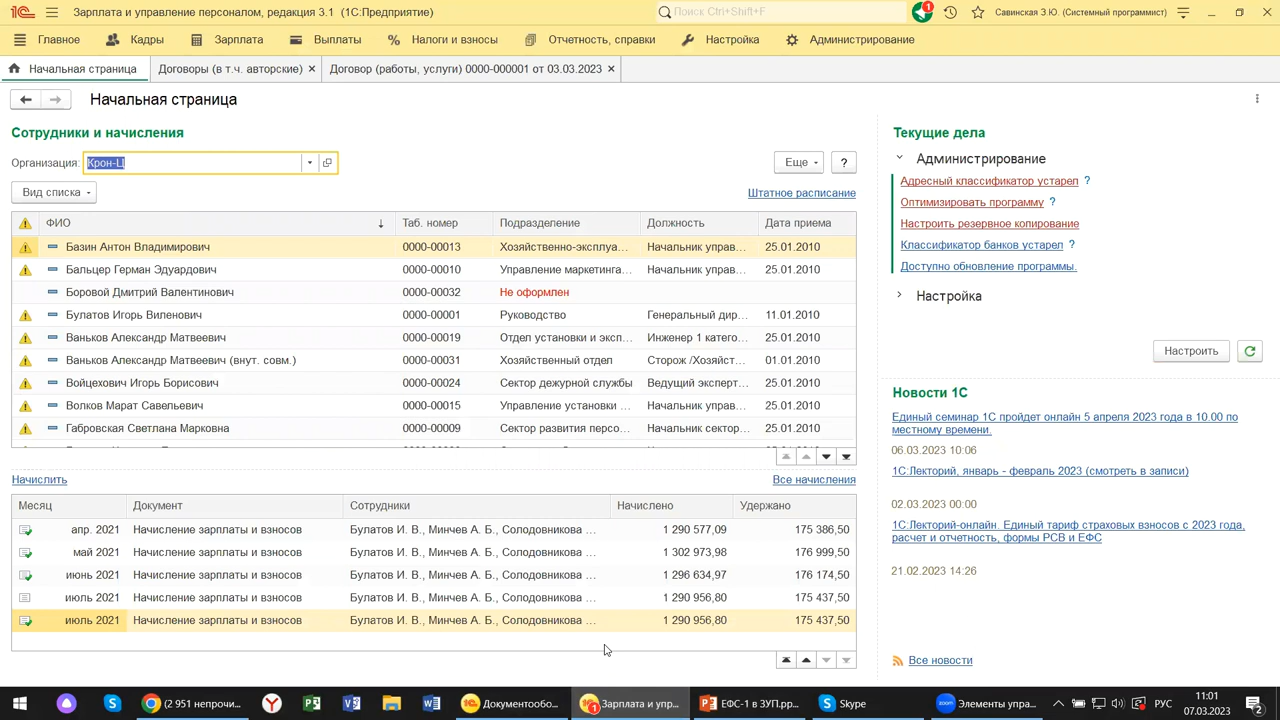 Зарплата и управление персоналом, редакция 3.1 (1С:Предприятие)
Поиск Ctrl+Shift+F
1
Савинская З.Ю. (Системный программист)
Главное
Кадры
Зарплата
Выплаты
Налоги и взносы
Отчетность, справки
Настройка
Администрирование
Начальная страница
Договоры (в т.ч. авторские)
Договор (работы, услуги) 0000-000001 от 03.03.2023
Начальная страница
Сотрудники и начисления
Организация: Крон-Ц
Еще
?
Вид списка
Штатное расписание
ФИО Таб. номер Подразделение Должность Дата приема
Базин Антон Владимирович 0000-00013 Хозяйственно-эксплуа... Начальник управ... 25.01.2010
Бальцер Герман Эдуардович 0000-00010 Управление маркетинга... Начальник управ... 25.01.2010
Боровой Дмитрий Валентинович 0000-00032 Не оформлен
Булатов Игорь Виленович 0000-00001 Руководство Генеральный дир... 11.01.2010
Ваньков Александр Матвеевич 0000-00019 Отдел установки и эксп... Инженер 1 катего... 25.01.2010
Ваньков Александр Матвеевич (внут. совм.) 0000-00031 Хозяйственный отдел Сторож /Хозяйст... 01.01.2010
Войцехович Игорь Борисович 0000-00024 Сектор дежурной службы Ведущий эксперт... 25.01.2010
Волков Марат Савельевич 0000-00015 Управление установки ... Начальник управ... 25.01.2010
Габровская Светлана Марковна 0000-00009 Сектор развития персо... Начальник сектор... 25.01.2010
Начислить
Все начисления
Месяц Документ Сотрудники Начислено Удержано
апр. 2021 Начисление зарплаты и взносов Булатов И. В., Минчев А. Б., Солодовникова ... 1 290 577,09 175 386,50
май 2021 Начисление зарплаты и взносов Булатов И. В., Минчев А. Б., Солодовникова ... 1 302 973,98 176 999,50
июнь 2021 Начисление зарплаты и взносов Булатов И. В., Минчев А. Б., Солодовникова ... 1 296 634,97 176 174,50
июль 2021 Начисление зарплаты и взносов Булатов И. В., Минчев А. Б., Солодовникова ... 1 290 956,80 175 437,50
июль 2021 Начисление зарплаты и взносов Булатов И. В., Минчев А. Б., Солодовникова ... 1 290 956,80 175 437,50
Текущие дела
Администрирование
Адресный классификатор устарел ?
Оптимизировать программу ?
Настроить резервное копирование
Классификатор банков устарел ?
Доступно обновление программы.
Настройка
Настроить
Новости 1С
Единый семинар 1С пройдет онлайн 5 апреля 2023 года в 10.00 по
местному времени.
06.03.2023 10:06
1С:Лекторий, январь - февраль 2023 (смотреть в записи)
02.03.2023 00:00
1С:Лекторий-онлайн. Единый тариф страховых взносов с 2023 года,
расчет и отчетность, формы РСВ и ЕФС
21.02.2023 14:26
Все новости
(2 951 непрочи...
Документообо...
1
Зарплата и упр...
ЕФС-1 в ЗУП.pp...
Skype
zoom
Элементы упра...
РУС
11:01
07.03.2023
2